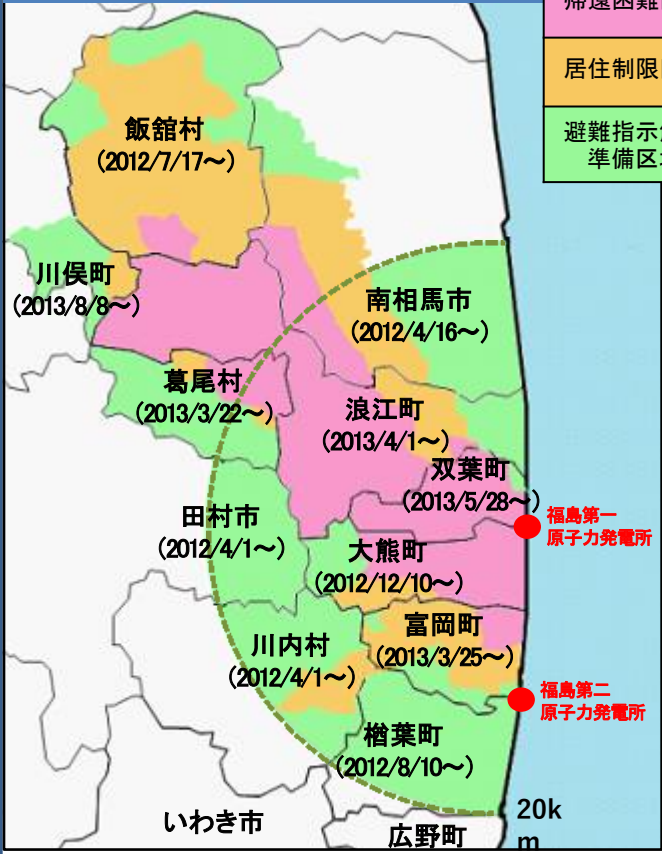 帰還困難
居住制限
避難指示
準備区
飯舘村
(2012/7/17～)
川俣町
(2013/8/8～)
南相馬市
(2012/4/16～)
葛尾村
(2013/3/22～)
浪江町
(2013/4/1～)
双葉町
(2013/5/28～)
田村市
(2012/4/1～)
福島第一
原子力発電所
大熊町
(2012/12/10～)
川内村
(2012/4/1～)
富岡町
(2013/3/25～)
福島第二
原子力発電所
楢葉町
(2012/8/10～)
いわき市
広野町
20k
m